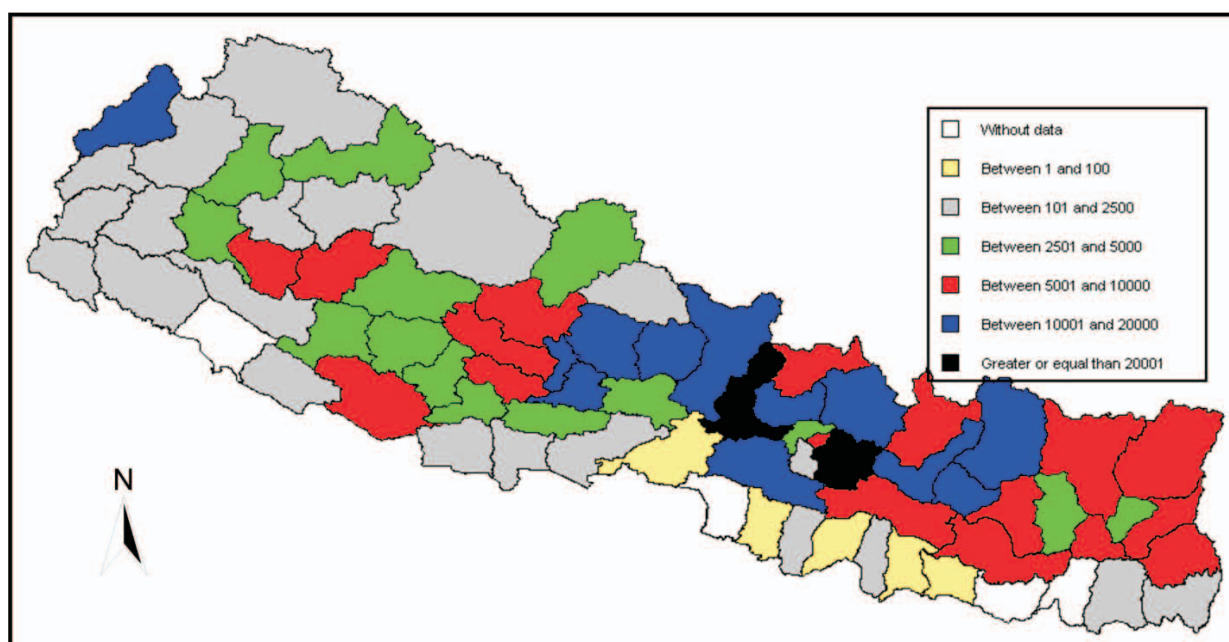 Without data
Between 1 and 100
Between 101 and 2500
Between 2501 and 5000
Between 5001 and 10000
Between 10001 and 20000
Greater or equal than 20001
N